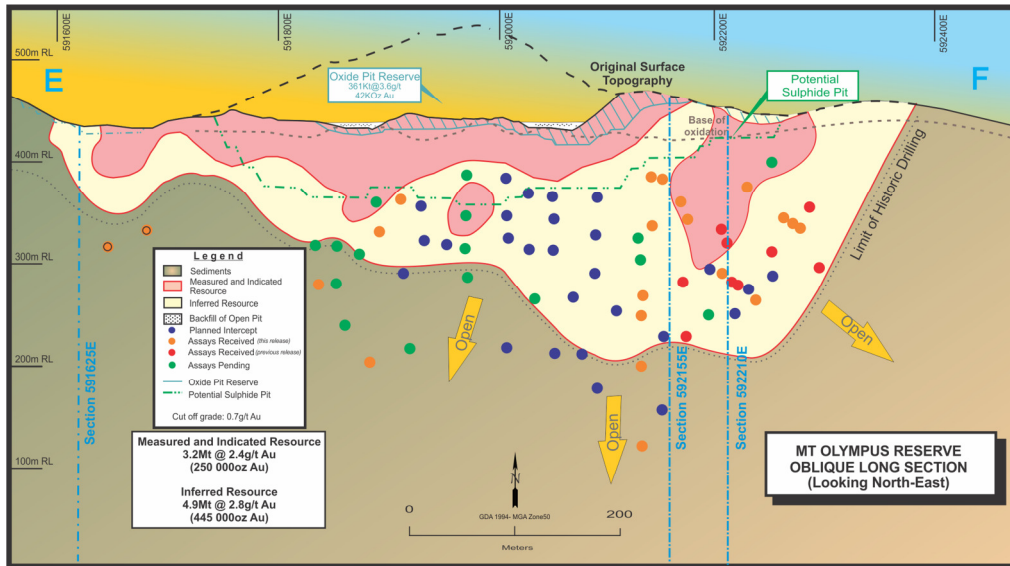 591600E
591800E
592000E
592200E
592400E
500m RL
400m RL
300m RL
200m RL
100m RL
E
F
Oxide Pit Reserve
361Kt@3.6g/t
42KOz Au
Original Surface
Topography
Potential
Sulphide Pit
Base of
oxidation
Limit of Historic Drilling
Legend
Sediments
Measured and Indicated
Resource
Inferred Resource
Backfill of Open Pit
Planned Intercept
Assays Received (this release)
Assays Received (previous release)
Assays Pending
Oxide Pit Reserve
Potential Sulphide Pit
Cut off grade: 0.7g/t Au
Section 591625E
Section 592155E
Section 592210E
Open
Open
Open
Measured and Indicated Resource
3.2Mt @ 2.4g/t Au
(250 000oz Au)
Inferred Resource
4.9Mt @ 2.8g/t Au
(445 000oz Au)
N
GDA 1994- MGA Zone50
0
200
Meters
MT OLYMPUS RESERVE
OBLIQUE LONG SECTION
(Looking North-East)